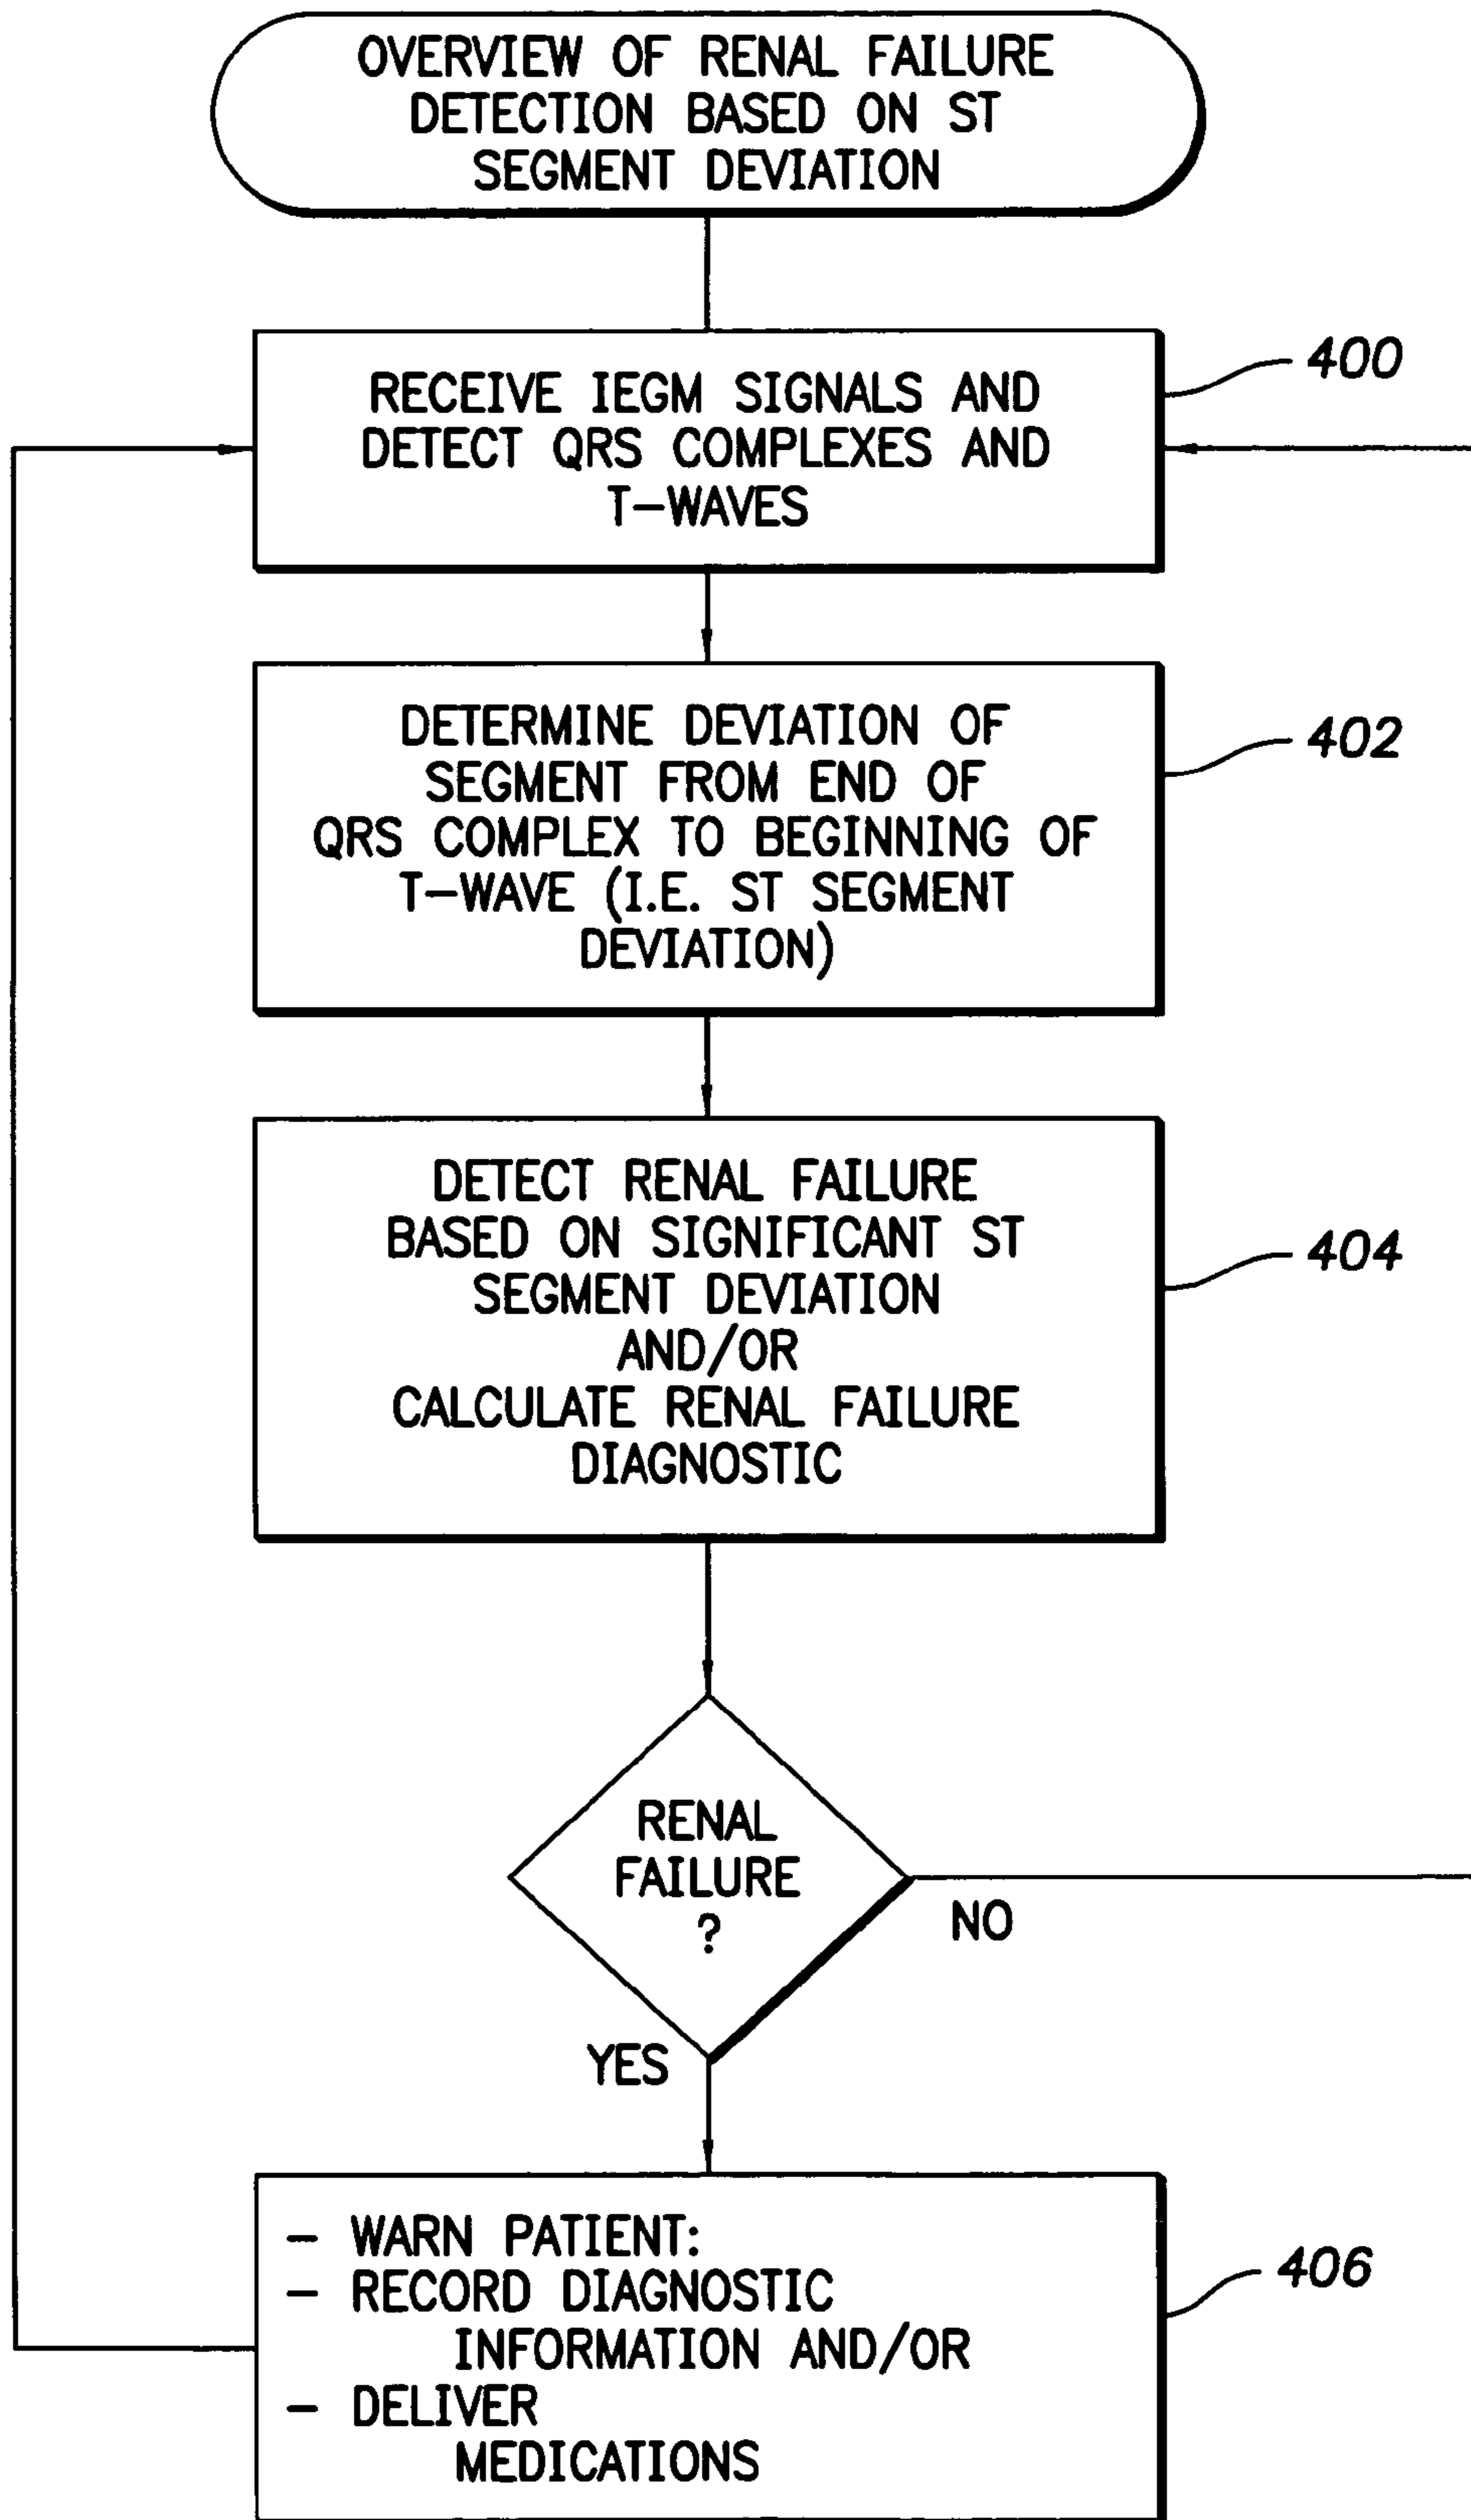 OVERVIEW OF RENAL FAILURE
DETECTION BASED ON ST
SEGMENT DEVIATION
RECEIVE IEGM SIGNALS AND
DETECT QRS COMPLEXES AND
T-WAVES
400
DETERMINE DEVIATION OF
SEGMENT FROM END OF
QRS COMPLEX TO BEGINNING OF
T-WAVE (I.E. ST SEGMENT
DEVIATION)
402
DETECT RENAL FAILURE
BASED ON SIGNIFICANT ST
SEGMENT DEVIATION
AND/OR
CALCULATE RENAL FAILURE
DIAGNOSTIC
404
RENAL
FAILURE
?
NO
YES
- WARN PATIENT:
- RECORD DIAGNOSTIC
INFORMATION AND/OR
- DELIVER
MEDICATIONS
406